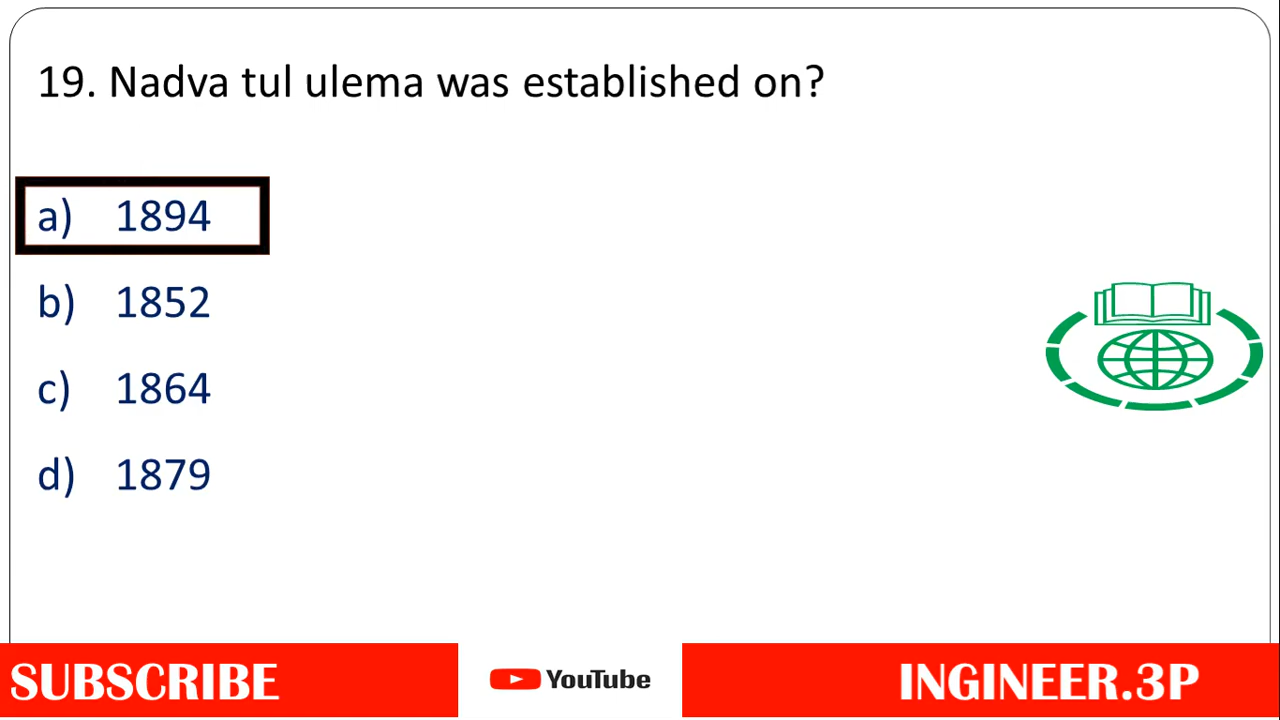 19. Nadva tul ulema was established on?
a) 1894
b) 1852
c) 1864
d) 1879
SUBSCRIBE YouTube INGINEER.3P